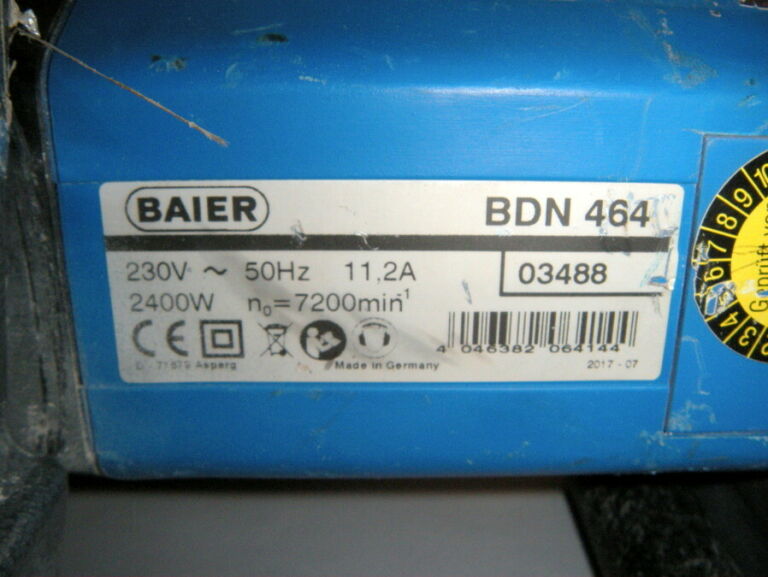 BAIER
BDN 464
230V ~ 50Hz 11,2A
03488
2400W n₀=7200min⁻¹
CE
4 046382 064144
D - 71679 Asperg
Made in Germany
2017 - 07
2 3 4 5 6 7 8 9 10
Geprüft